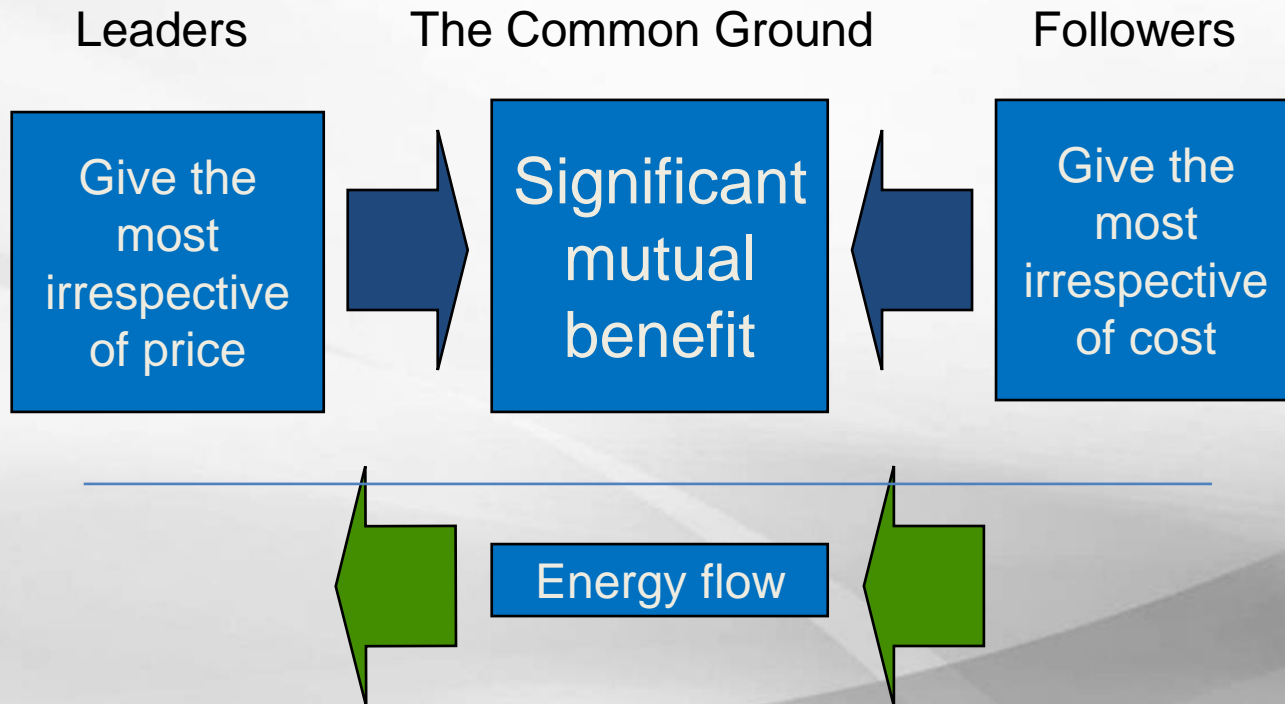 Leaders
The Common Ground
Followers
Give the
most
irrespective
of price
Significant
mutual
benefit
Give the
most
irrespective
of cost
Energy flow